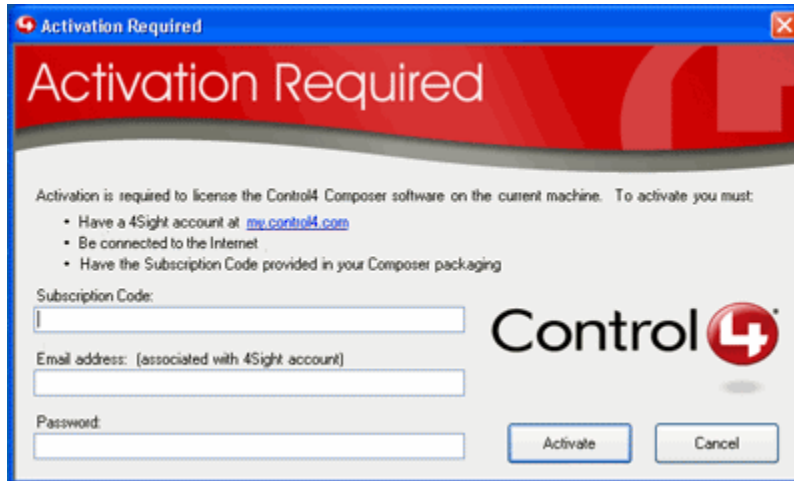 Activation Required
Activation Required
Activation is required to license the Control4 Composer software on the current machine. To activate you must:
• Have a 4Sight account at my.control4.com
• Be connected to the Internet
• Have the Subscription Code provided in your Composer packaging
Subscription Code:
Control4
Email address: (associated with 4Sight account)
Password:
Activate
Cancel